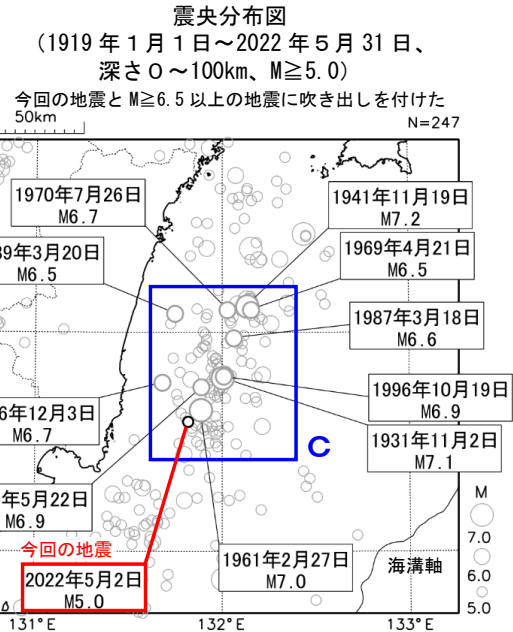 震央分布図
（1919年１月１日～2022年５月31日、
深さ０～100km、M≧5.0）
今回の地震とM≧6.5以上の地震に吹き出しを付けた
50km
N=247
1970年7月26日
M6.7
1941年11月19日
M7.2
39年3月20日
M6.5
1969年4月21日
M6.5
1987年3月18日
M6.6
1996年10月19日
M6.9
6年12月3日
M6.7
1931年11月2日
M7.1
C
年5月22日
M6.9
M
7.0
6.0
5.0
今回の地震
2022年5月2日
M5.0
1961年2月27日
M7.0
海溝軸
131°E
132°E
133°E